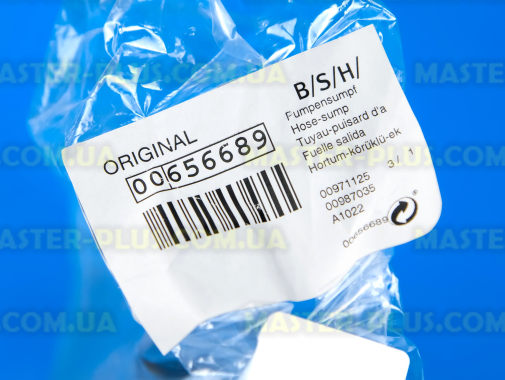 B/S/H/
Pumpensumpf
Hose-sump
Tuyau-puisard d'a
Fuelle salida
Hortum-körüklü-ek
3/ 1
ORIGINAL
00656689
00971125
00987035
A1022
00656689
MASTER-PLUS.COM.UA